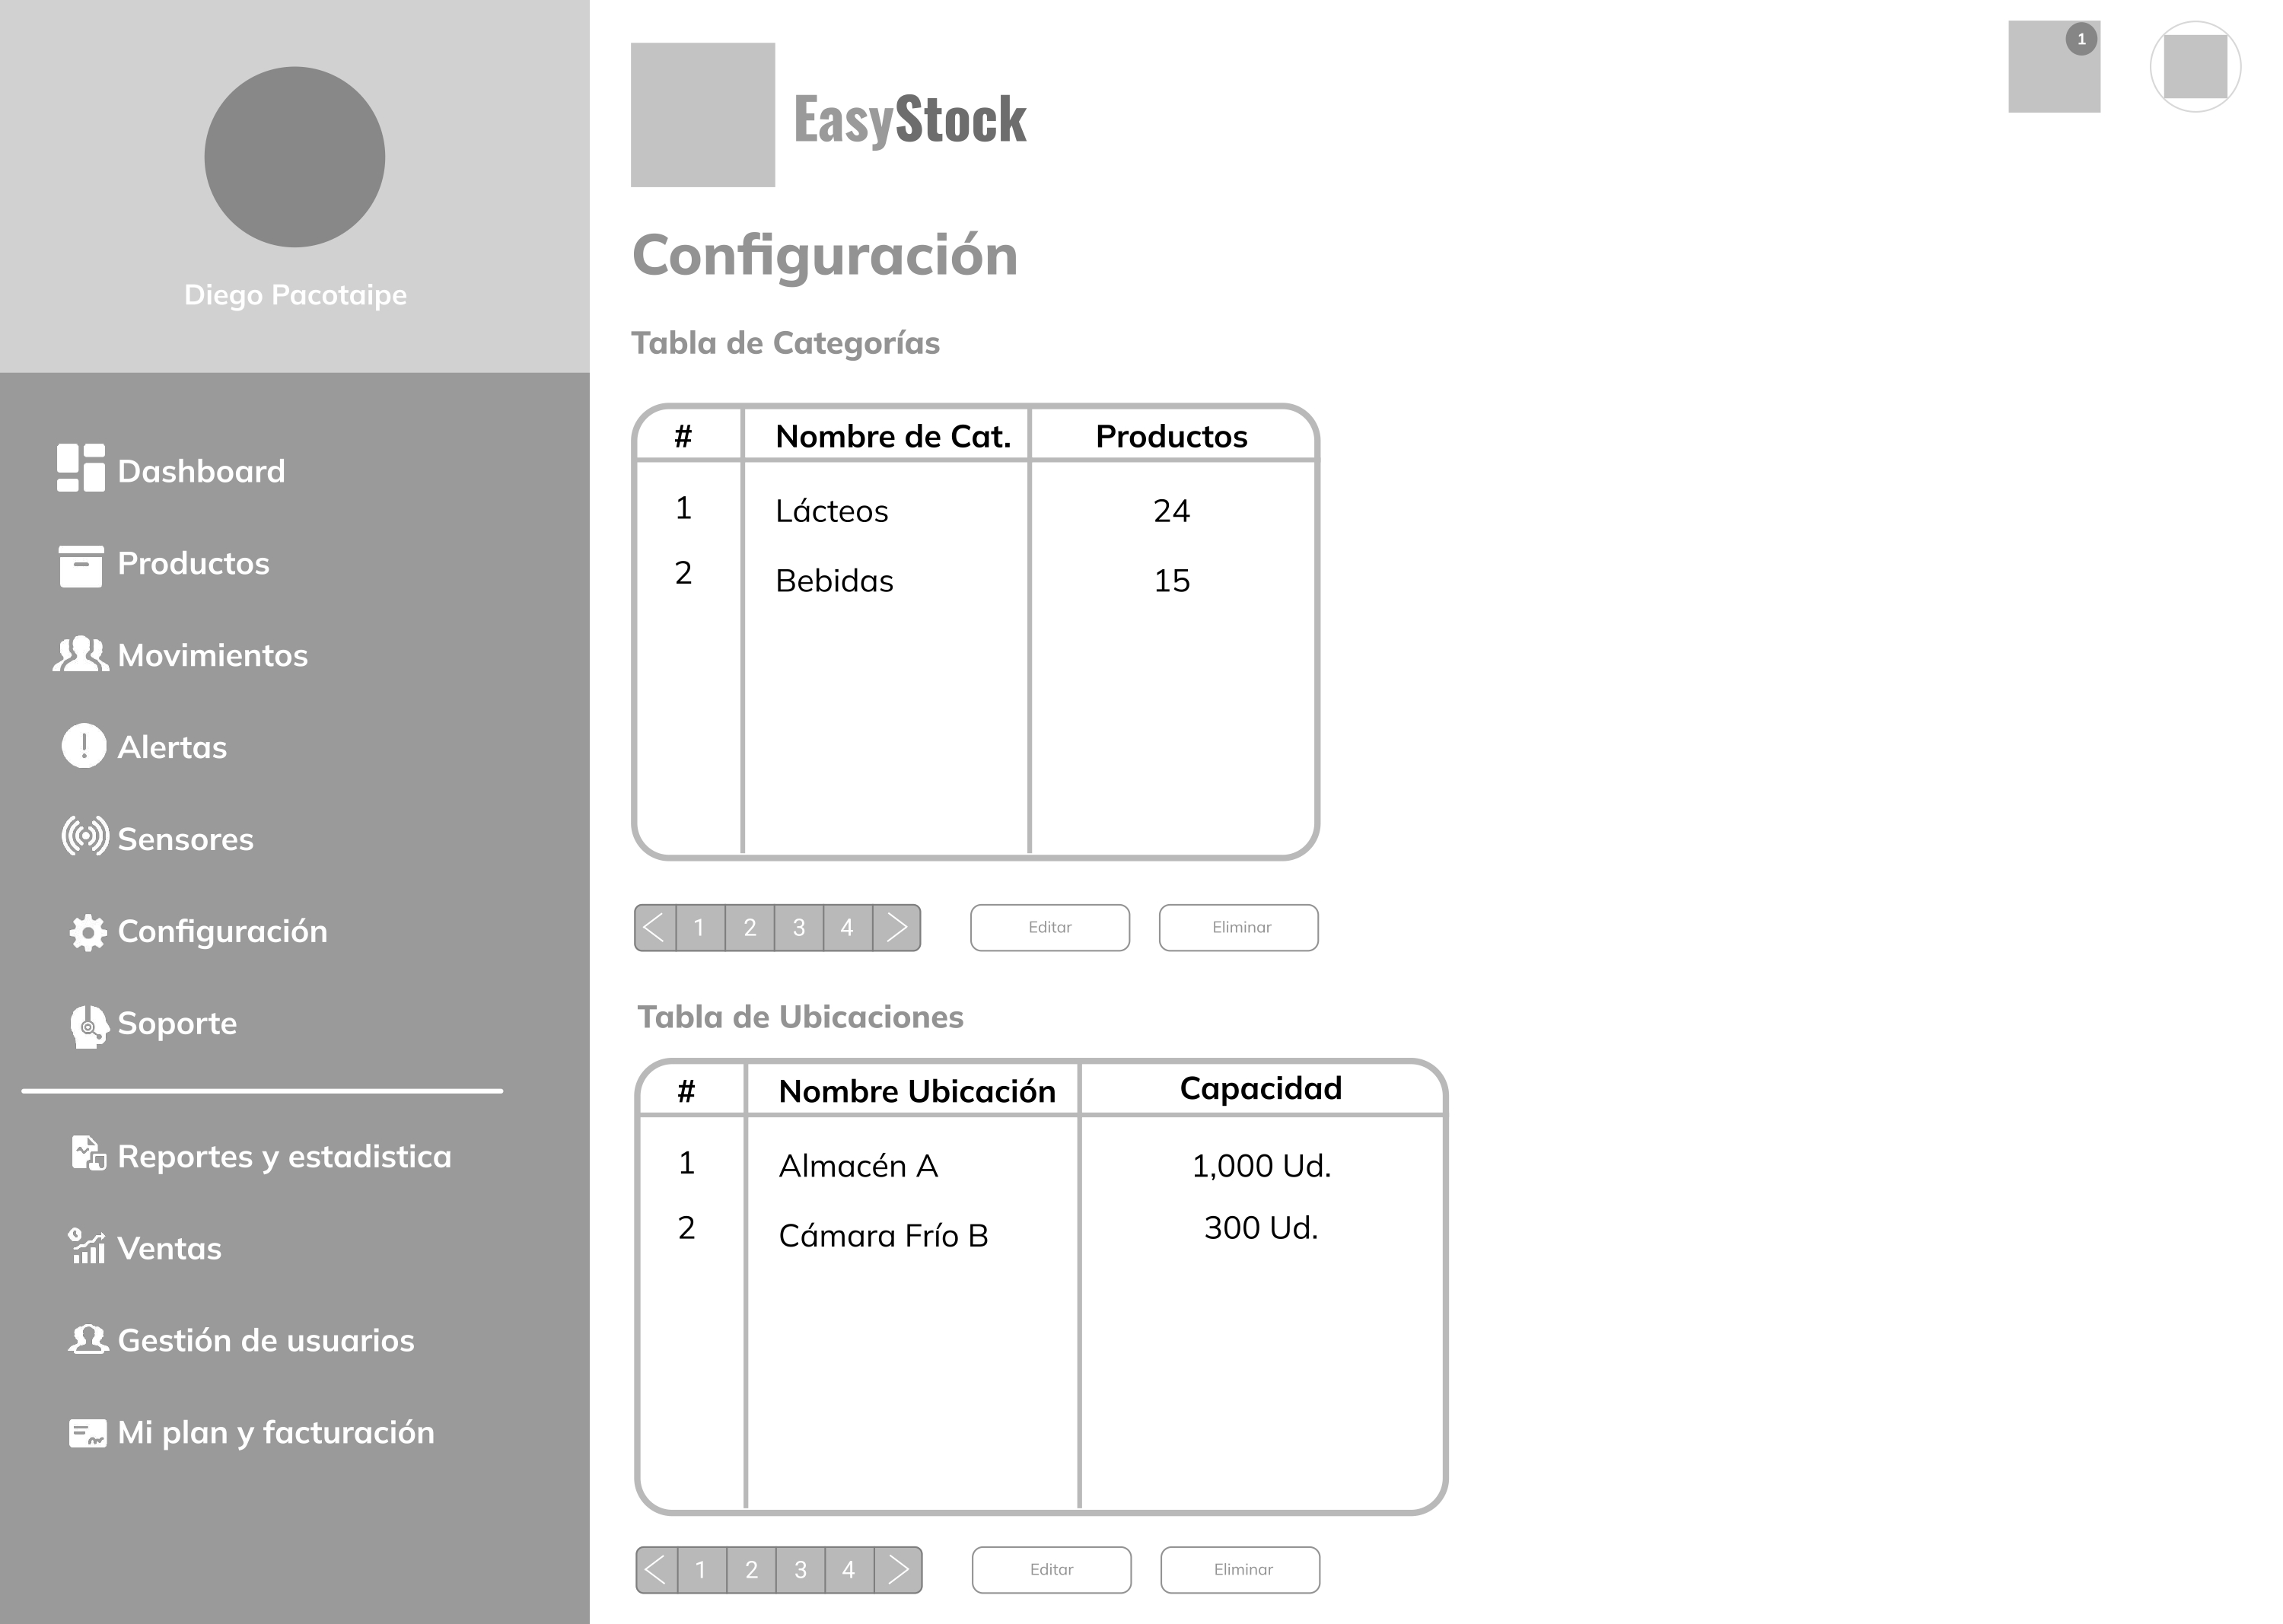 Diego Pacotaipe
Dashboard
Productos
Movimientos
Alertas
Sensores
Configuración
Soporte
Reportes y estadistica
Ventas
Gestión de usuarios
Mi plan y facturación
1
EasyStock
Configuración
Tabla de Categorías
# Nombre de Cat. Productos
1 Lácteos 24
2 Bebidas 15
1 2 3 4 Editar Eliminar
Tabla de Ubicaciones
# Nombre Ubicación Capacidad
1 Almacén A 1,000 Ud.
2 Cámara Frío B 300 Ud.
1 2 3 4 Editar Eliminar